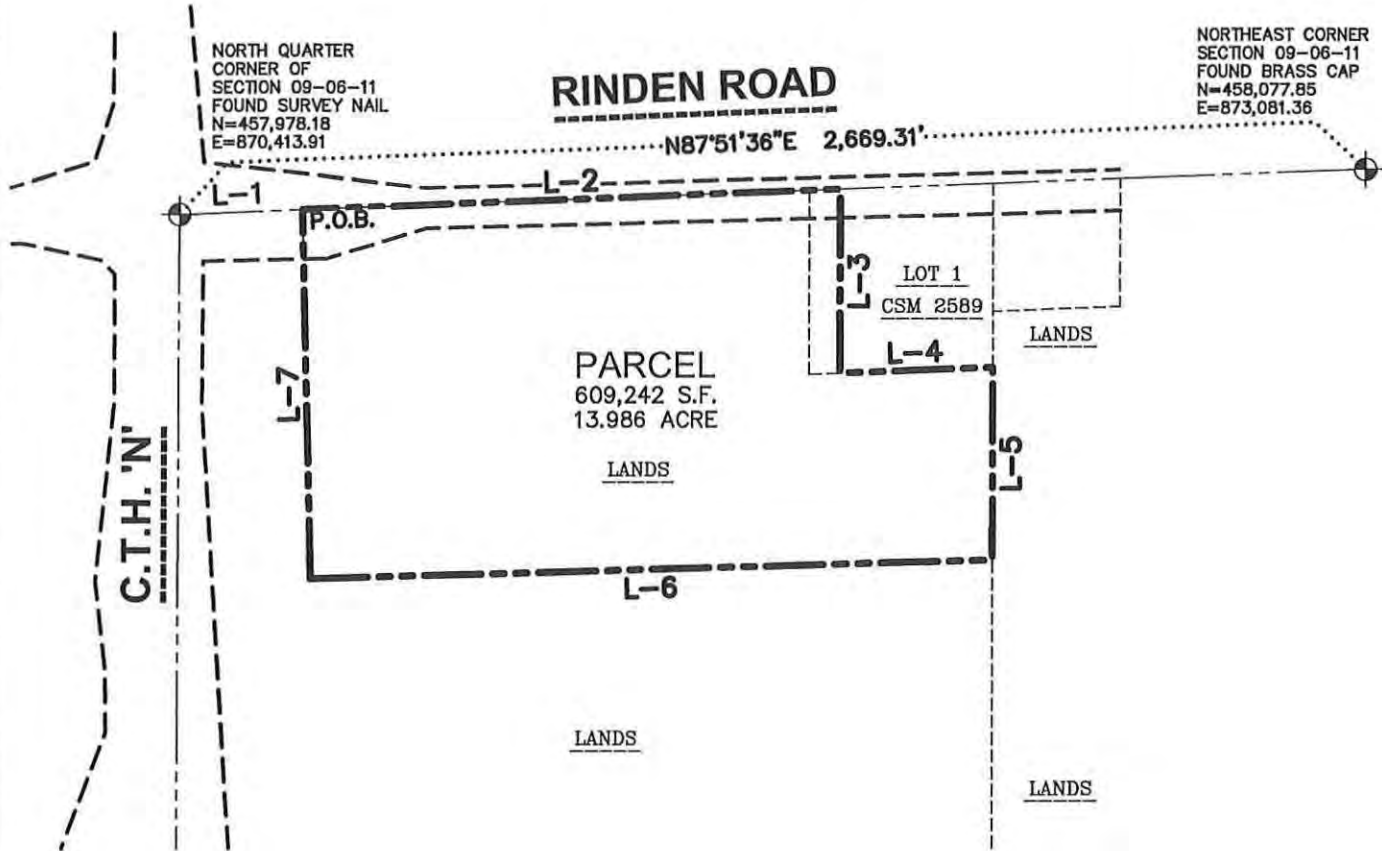 NORTH QUARTER
CORNER OF
SECTION 09-06-11
FOUND SURVEY NAIL
N=457,978.18
E=870,413.91
RINDEN ROAD
NORTHEAST CORNER
SECTION 09-06-11
FOUND BRASS CAP
N=458,077.85
E=873,081.36
N87°51'36"E 2,669.31'
L-1
L-2
P.O.B.
L-3
LOT 1
CSM 2589
LANDS
L-4
PARCEL
609,242 S.F.
13.986 ACRE
LANDS
L-7
L-5
C.T.H. 'N'
L-6
LANDS
LANDS